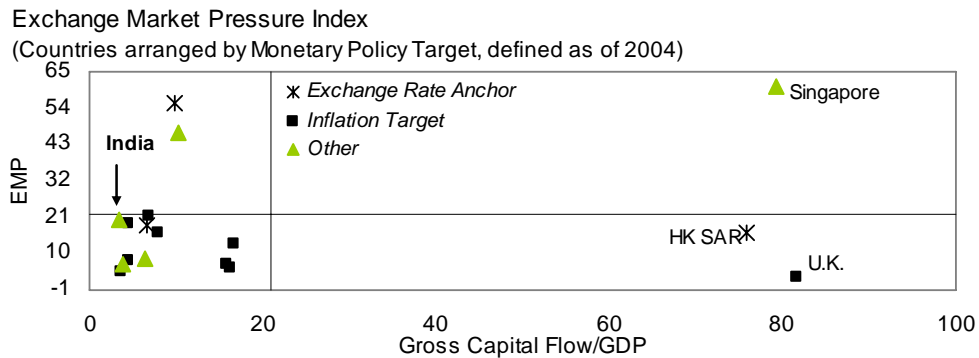 Exchange Market Pressure Index
(Countries arranged by Monetary Policy Target, defined as of 2004)
65
54
43
32
21
10
-1
EMP
Exchange Rate Anchor
Inflation Target
Other
India
Singapore
HK SAR
U.K.
0 20 40 60 80 100
Gross Capital Flow/GDP